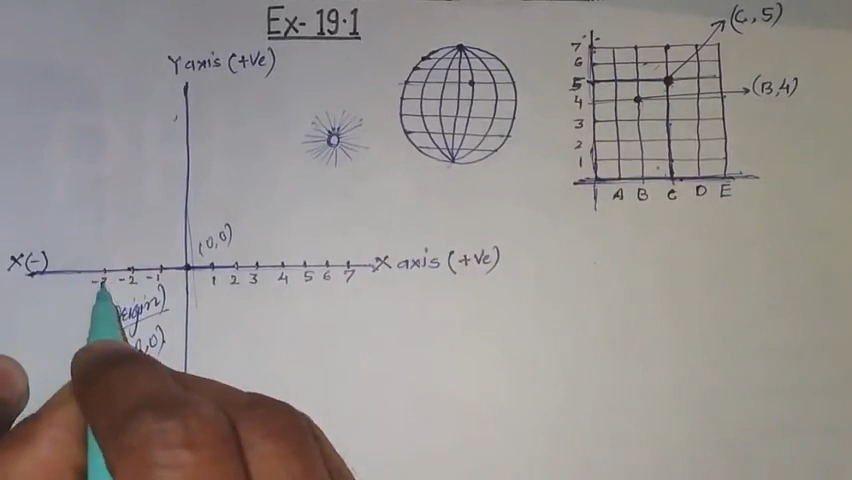 Ex- 19.1
Y axis (+ve)
(0,0)
X(-)
-3 -2 -1 1 2 3 4 5 6 7
X axis (+ve)
7
6
5
4
3
2
1
A B C D E
(C, 5)
(B, 4)